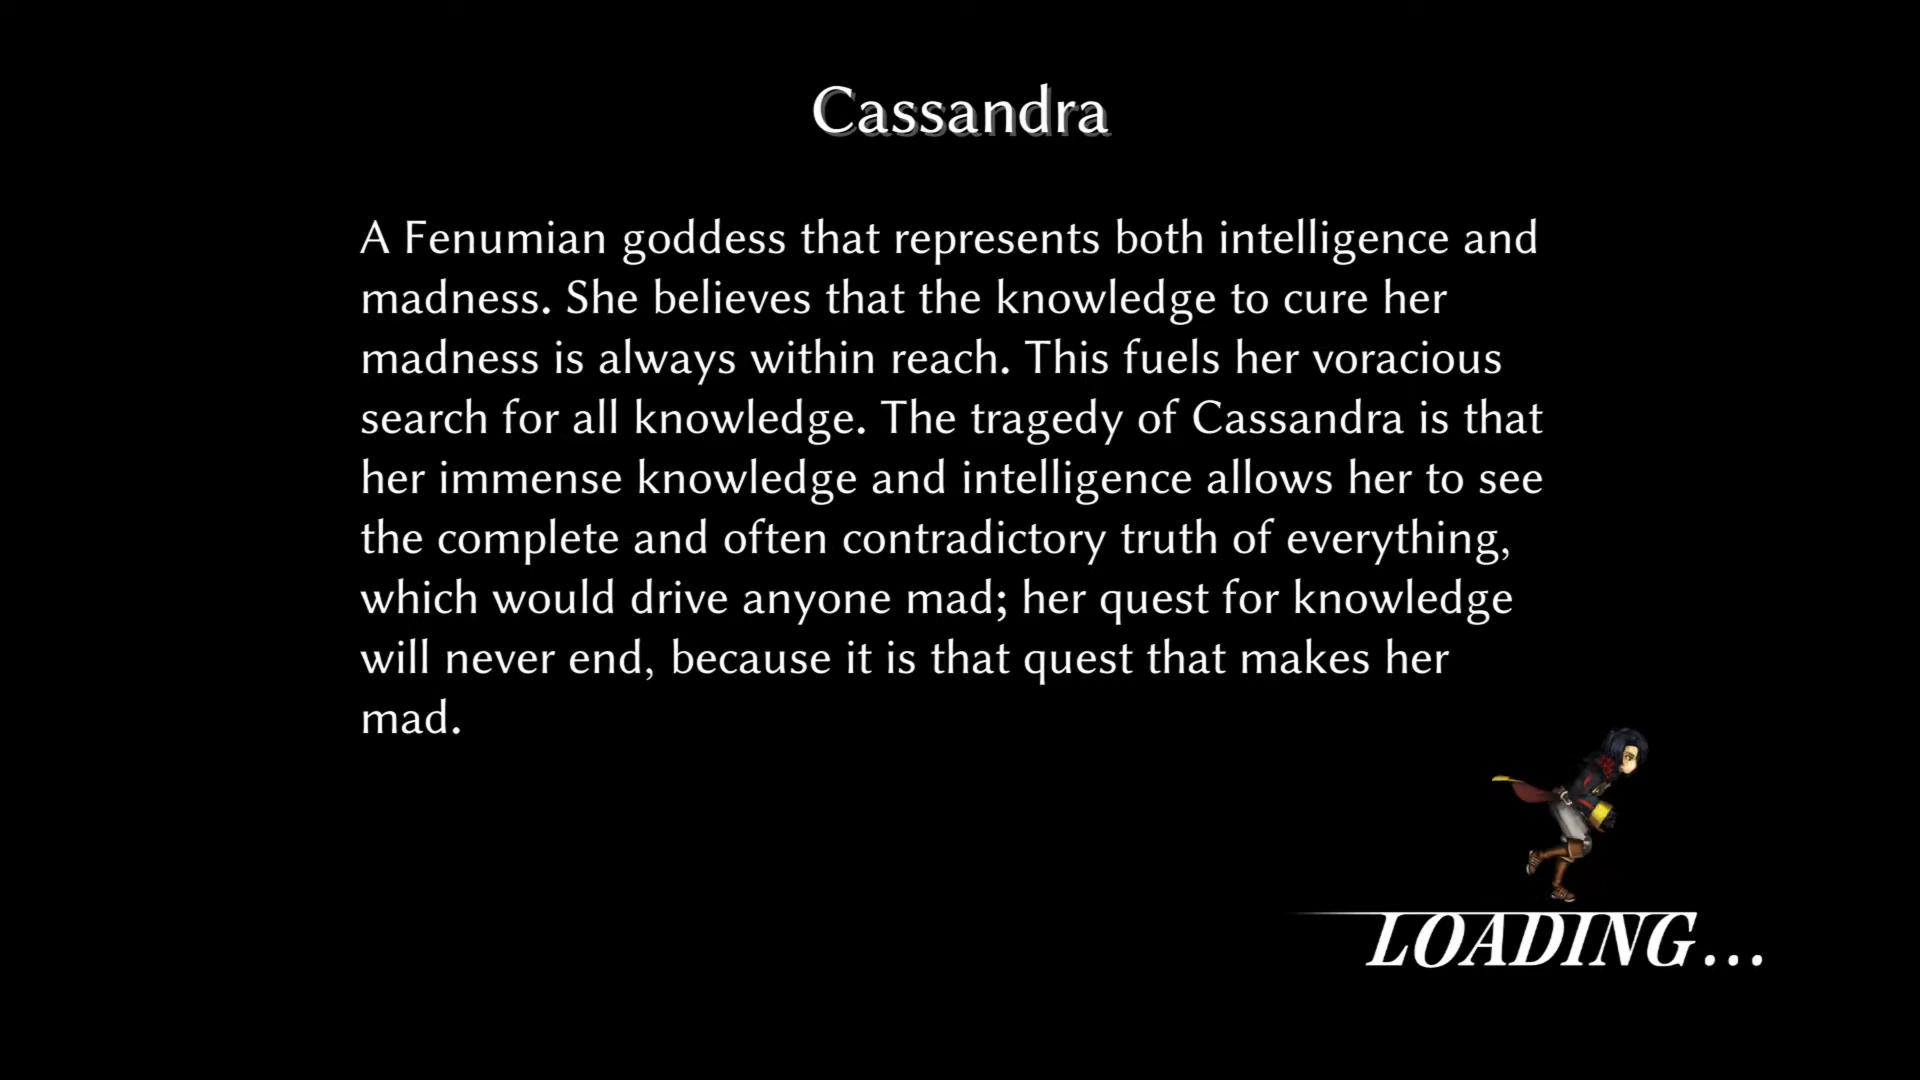 Cassandra
A Fenumian goddess that represents both intelligence and
madness. She believes that the knowledge to cure her
madness is always within reach. This fuels her voracious
search for all knowledge. The tragedy of Cassandra is that
her immense knowledge and intelligence allows her to see
the complete and often contradictory truth of everything,
which would drive anyone mad; her quest for knowledge
will never end, because it is that quest that makes her
mad.
LOADING...